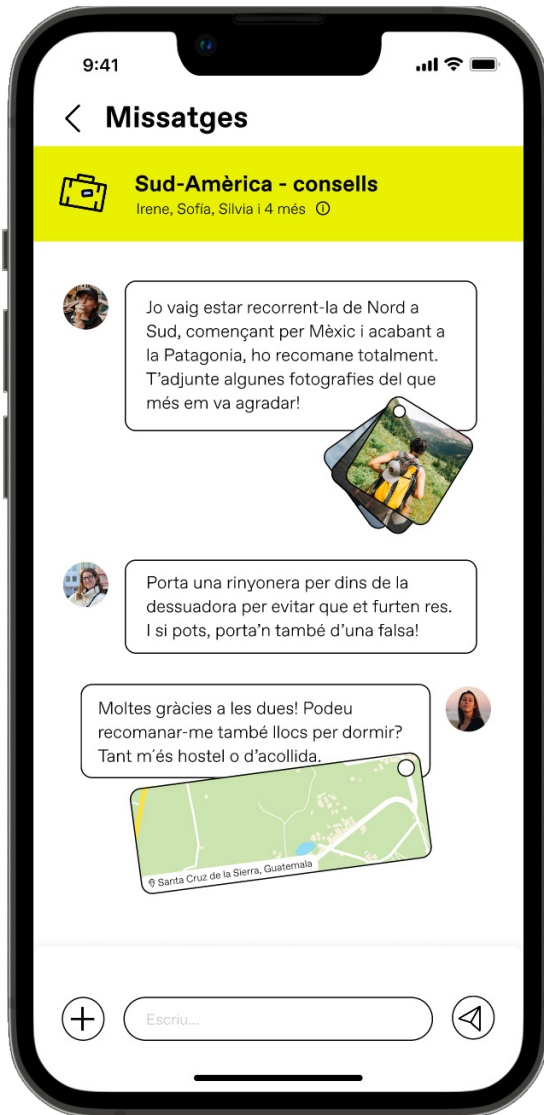 9:41
Missatges
Sud-Amèrica - consells
Irene, Sofía, Silvia i 4 més
Jo vaig estar recorrent-la de Nord a
Sud, començant per Mèxic i acabant a
la Patagonia, ho recomane totalment.
T’adjunte algunes fotografies del que
més em va agradar!
Porta una rinyonera per dins de la
dessuadora per evitar que et furten res.
I si pots, porta’n també d’una falsa!
Moltes gràcies a les dues! Podeu
recomanar-me també llocs per dormir?
Tant m´és hostel o d’acollida.
Santa Cruz de la Sierra, Guatemala
Escriu...